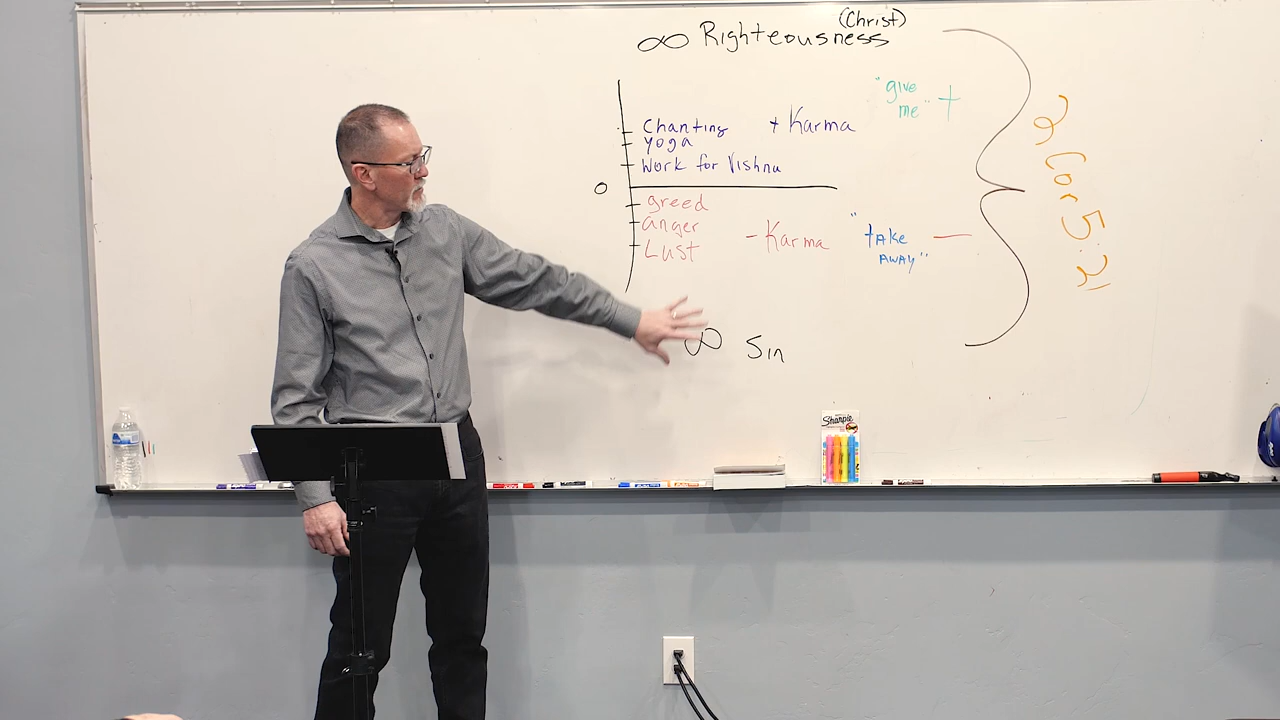 (Christ)
∞ Righteousness
"give
me" +
Chanting + Karma
yoga
Work for Vishnu
0
greed
anger - Karma
Lust
"tAke -
AWAY"
∞ Sin
2 Cor 5:21
Sharpie